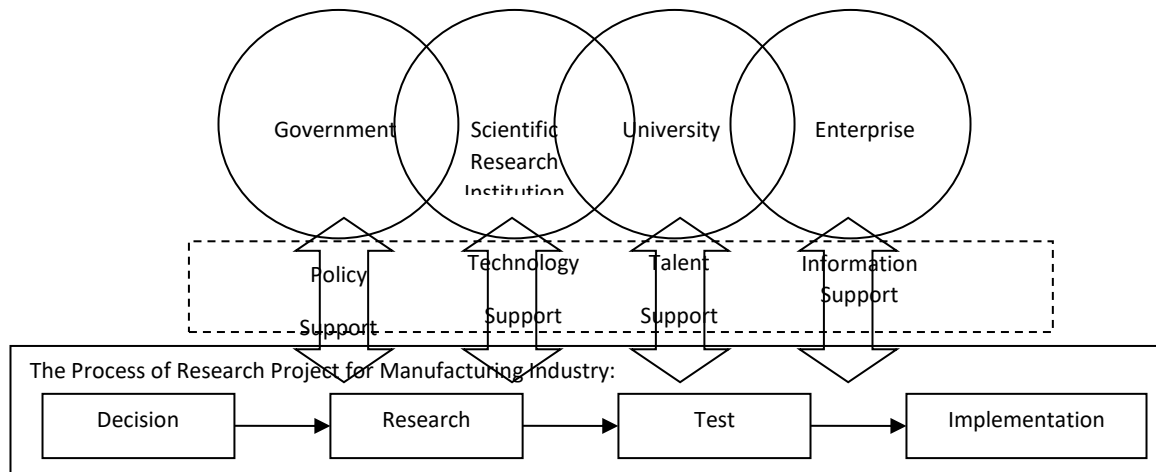 Government
Scientific
Research
Institution
University
Enterprise
Policy
Support
Technology
Support
Talent
Support
Information
Support
The Process of Research Project for Manufacturing Industry:
Decision
Research
Test
Implementation